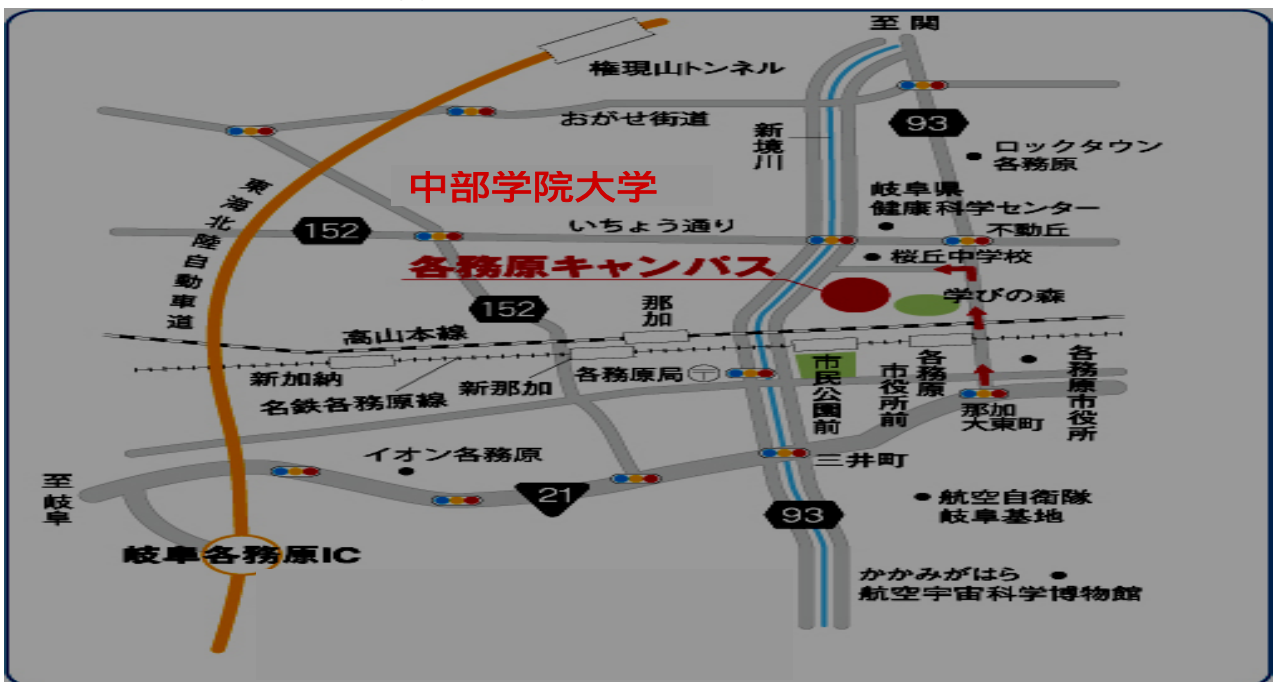 至関
権現山トンネル
おがせ街道
新境川
93
ロックタウン
各務原
中部学院大学
東海北陸自動車道
152
いちょう通り
岐阜県
健康科学センター
不動丘
桜丘中学校
各務原キャンパス
学びの森
152
那加
高山本線
新加納
名鉄各務原線
新那加
各務原局
〒
市民公園前
各務原
市役所前
各務原市役所
那加
大東町
イオン各務原
三井町
至岐阜
21
93
航空自衛隊
岐阜基地
岐阜各務原IC
かかみがはら
航空宇宙科学博物館